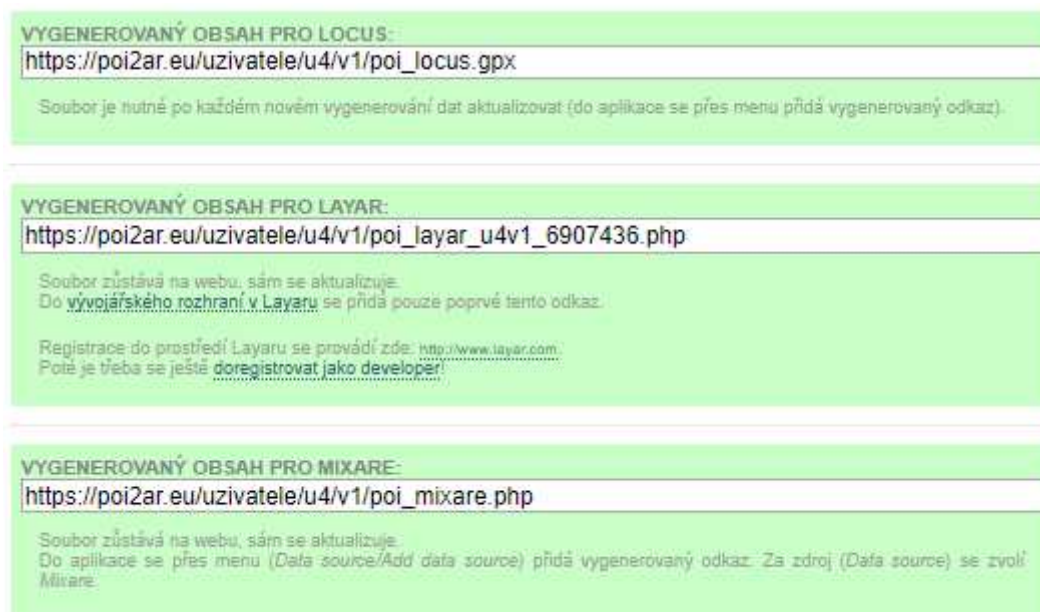 VYGENEROVANÝ OBSAH PRO LOCUS:
https://poi2ar.eu/uzivatele/u4/v1/poi_locus.gpx
Soubor je nutné po každém novém vygenerování dat aktualizovat (do aplikace se přes menu přidá vygenerovaný odkaz).
VYGENEROVANÝ OBSAH PRO LAYAR:
https://poi2ar.eu/uzivatele/u4/v1/poi_layar_u4v1_6907436.php
Soubor zůstává na webu, sám se aktualizuje.
Do vývojářského rozhraní v Layaru se přidá pouze poprvé tento odkaz.
Registrace do prostředí Layaru se provádí zde: http://www.layar.com.
Poté je třeba se ještě doregistrovat jako developer!
VYGENEROVANÝ OBSAH PRO MIXARE:
https://poi2ar.eu/uzivatele/u4/v1/poi_mixare.php
Soubor zůstává na webu, sám se aktualizuje.
Do aplikace se přes menu (Data source/Add data source) přidá vygenerovaný odkaz. Za zdroj (Data source) se zvolí
Mixare.